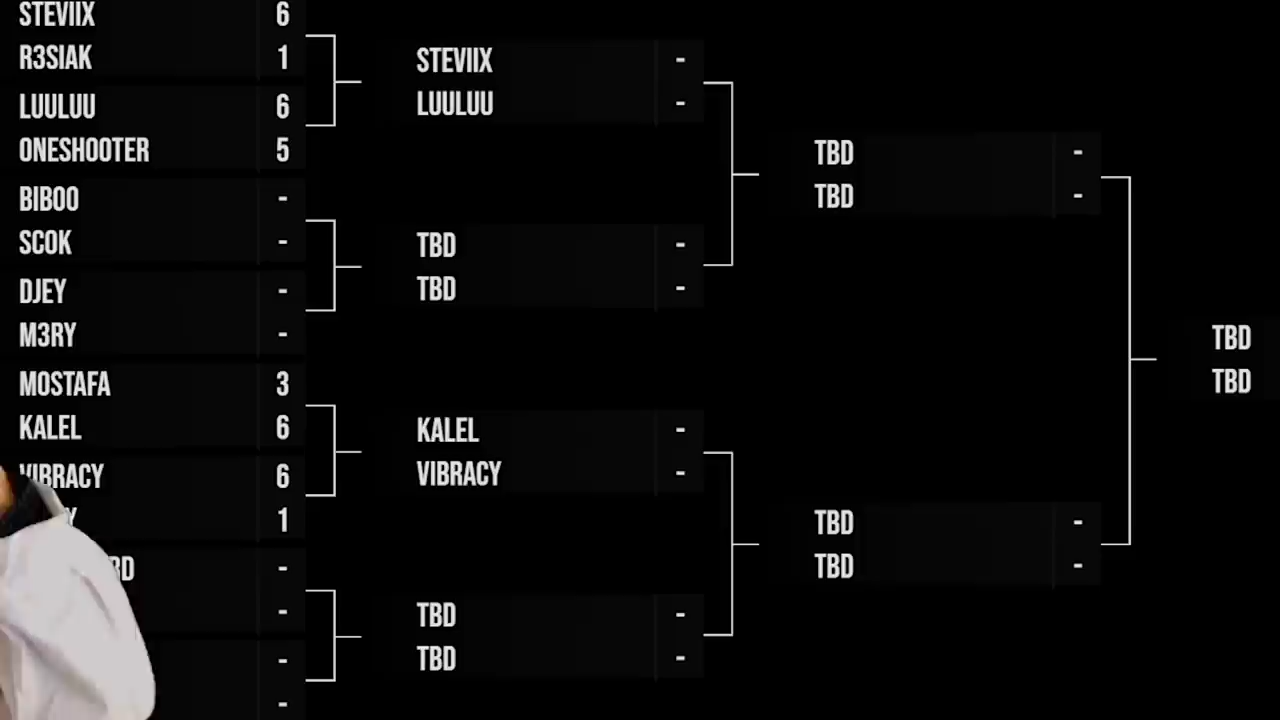 STEVIIX 6
R3SIAK 1
LUULUU 6
ONESHOOTER 5
BIBOO -
SCOK -
DJEY -
M3RY -
MOSTAFA 3
KALEL 6
VIBRACY 6
1
-
-
-
-
STEVIIX -
LUULUU -
TBD -
TBD -
KALEL -
VIBRACY -
TBD -
TBD -
TBD -
TBD -
TBD -
TBD -
TBD
TBD